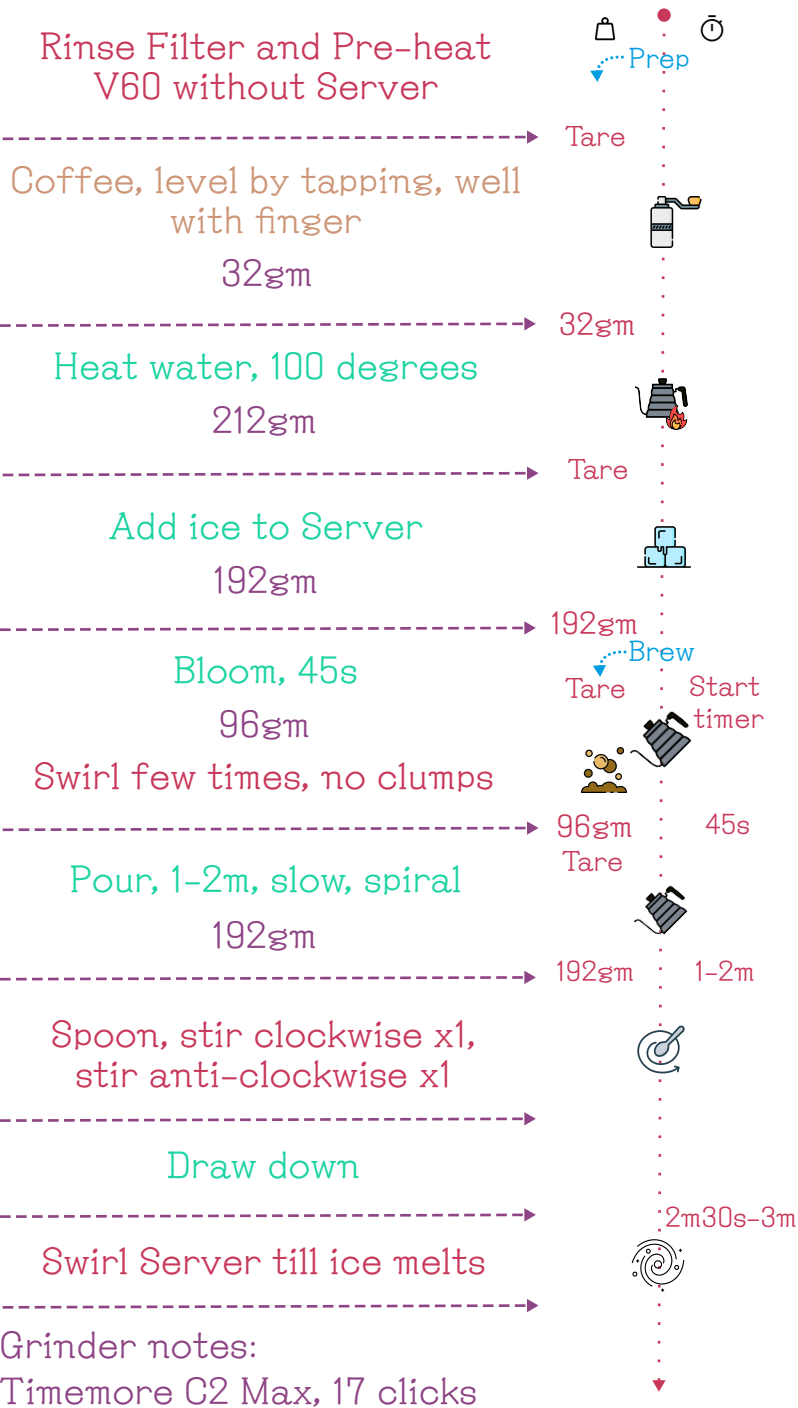 Rinse Filter and Pre-heat
V60 without Server
Prep
Tare
Coffee, level by tapping, well
with finger
32gm
32gm
Heat water, 100 degrees
212gm
Tare
Add ice to Server
192gm
192gm
Brew
Bloom, 45s
Tare
Start
timer
96gm
Swirl few times, no clumps
96gm
45s
Tare
Pour, 1-2m, slow, spiral
192gm
192gm
1-2m
Spoon, stir clockwise x1,
stir anti-clockwise x1
Draw down
2m30s-3m
Swirl Server till ice melts
Grinder notes:
Timemore C2 Max, 17 clicks